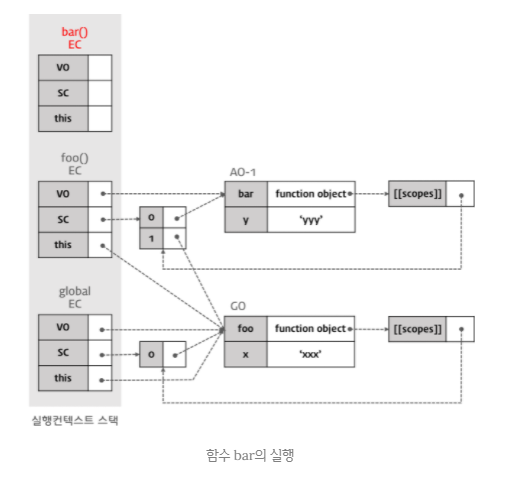 bar()
EC
VO
SC
this
foo()
EC
VO
SC
this
0
1
AO-1
bar function object [[scopes]]
y 'yyy'
global
EC
VO
SC
this
0
GO
foo function object [[scopes]]
x 'xxx'
실행컨텍스트 스택
함수 bar의 실행